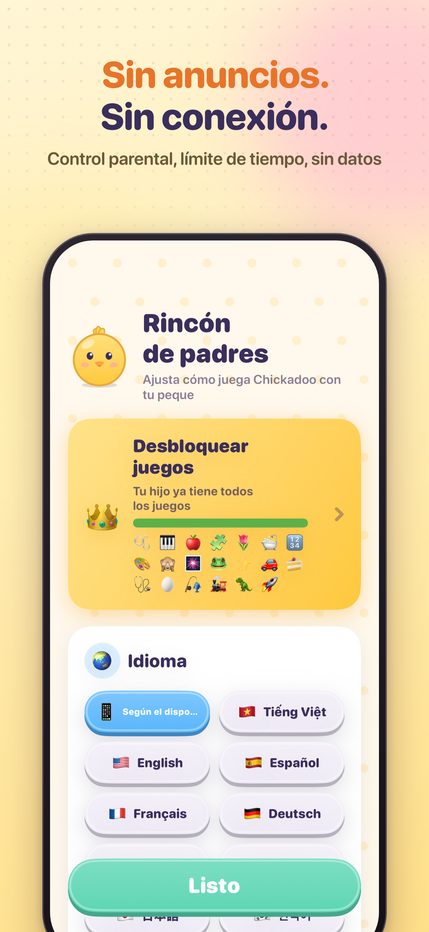 Sin anuncios.
Sin conexión.
Control parental, límite de tiempo, sin datos
Rincón
de padres
Ajusta cómo juega Chickadoo con
tu peque
Desbloquear
juegos
Tu hijo ya tiene todos
los juegos
Idioma
Según el dispo...
Tiếng Việt
English
Español
Français
Deutsch
Listo